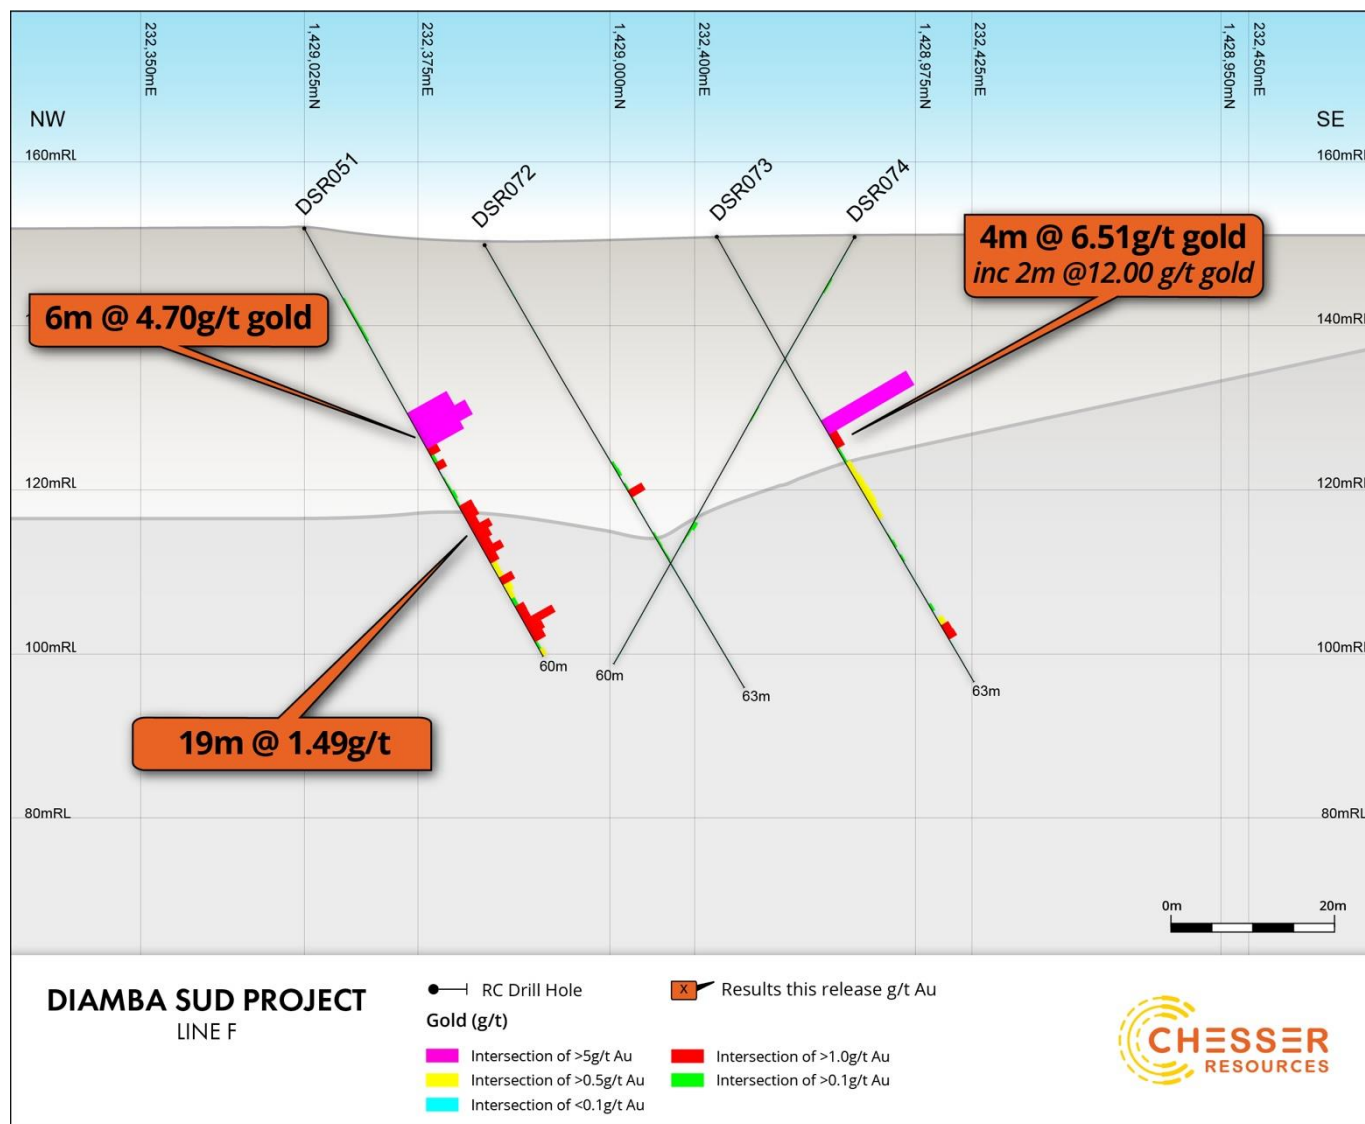 232,350mE
1,429,025mN
232,375mE
1,429,000mN
232,400mE
1,428,975mN
232,425mE
1,428,950mN
232,450mE
NW
SE
160mRL
160mRL
DSR051
DSR072
DSR073
DSR074
4m @ 6.51g/t gold
inc 2m @12.00 g/t gold
6m @ 4.70g/t gold
140mRL
120mRL
120mRL
100mRL
100mRL
60m
60m
63m
63m
19m @ 1.49g/t
80mRL
80mRL
0m
20m
DIAMBA SUD PROJECT
LINE F
RC Drill Hole
X
Results this release g/t Au
Gold (g/t)
Intersection of >5g/t Au
Intersection of >1.0g/t Au
Intersection of >0.5g/t Au
Intersection of >0.1g/t Au
Intersection of <0.1g/t Au
CHESSER
RESOURCES